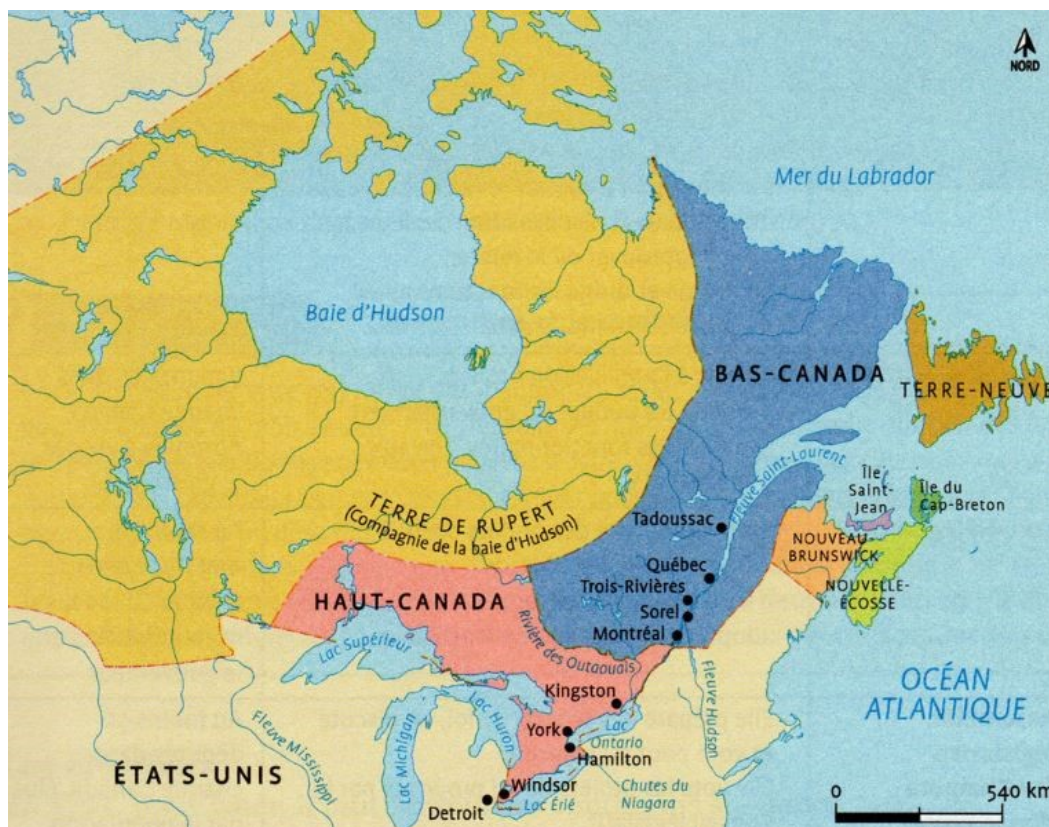 NORD
Mer du Labrador
Baie d'Hudson
BAS-CANADA
TERRE-NEUVE
Fleuve Saint-Laurent
Île
Saint-
Jean
Île du
Cap-Breton
TERRE DE RUPERT
(Compagnie de la baie d'Hudson)
Tadoussac
NOUVEAU-
BRUNSWICK
Québec
Trois-Rivières
NOUVELLE-
ÉCOSSE
HAUT-CANADA
Sorel
Montréal
Rivière des Outaouais
Lac Supérieur
Kingston
Fleuve Hudson
OCÉAN
ATLANTIQUE
Lac Huron
York
Lac
Ontario
Hamilton
Fleuve Mississippi
Lac Michigan
ÉTATS-UNIS
Chutes du
Niagara
Windsor
Lac Érié
Detroit
0
540 km